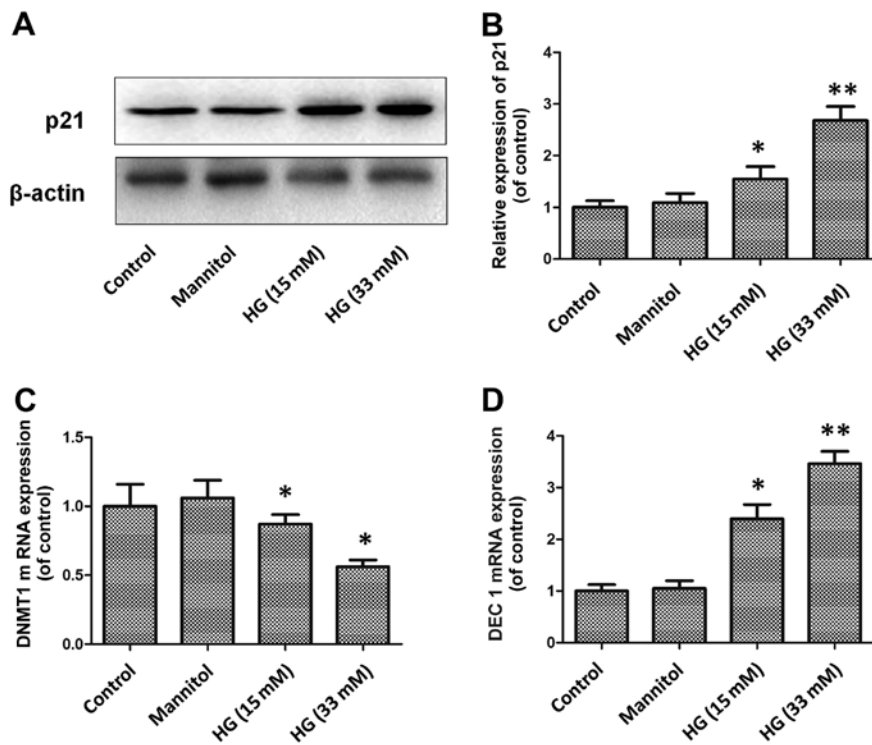 A
p21
β-actin
Control
Mannitol
HG (15 mM)
HG (33 mM)
B
Relative expression of p21
(of control)
4
3
2
1
0
*
**
Control
Mannitol
HG (15 mM)
HG (33 mM)
C
DNMT1 m RNA expression
(of control)
1.5
1.0
0.5
0.0
*
*
Control
Mannitol
HG (15 mM)
HG (33 mM)
D
DEC 1 mRNA expression
(of control)
4
3
2
1
0
*
**
Control
Mannitol
HG (15 mM)
HG (33 mM)